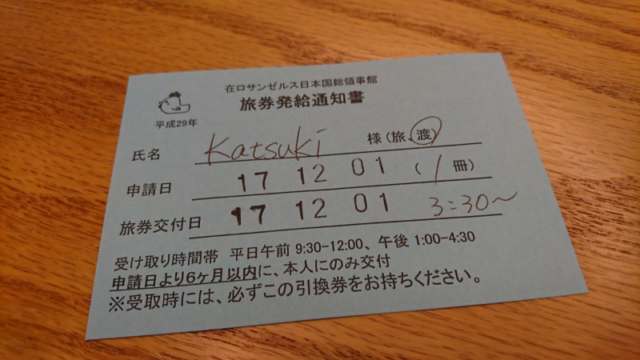 在ロサンゼルス日本国総領事館
旅券発給通知書
平成29年
氏名 Katsuki 様(旅、渡)
申請日 17 12 01 (1冊)
旅券交付日 17 12 01 3:30〜
受け取り時間帯 平日午前 9:30-12:00、午後 1:00-4:30
申請日より6ヶ月以内に、本人にのみ交付
※受取時には、必ずこの引換券をお持ちください。